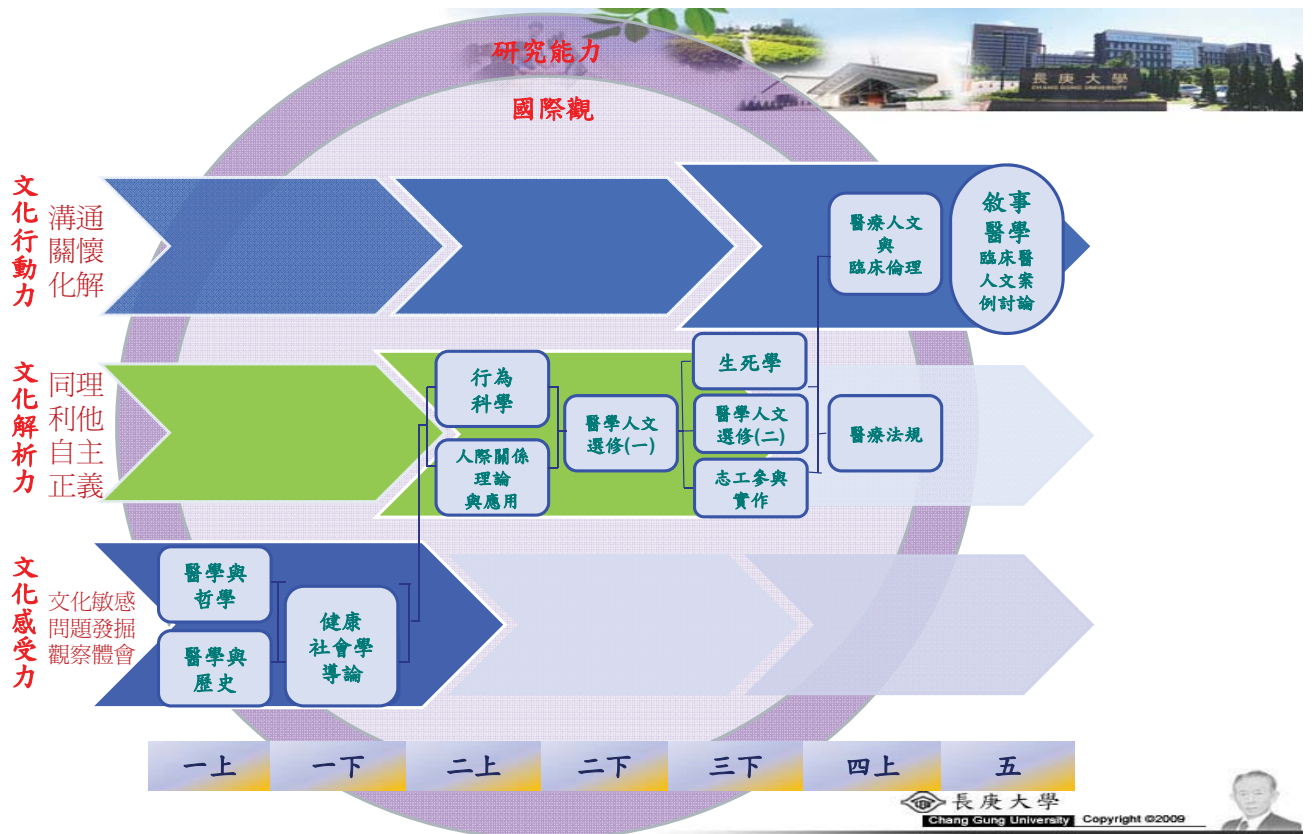 研究能力
國際觀
長庚大學
CHANG GUNG UNIVERSITY
文化行動力
溝通
關懷
化解
醫療人文
與
臨床倫理
敘事
醫學
臨床醫
人文案
例討論
文化解析力
同理
利他
自主
正義
行為
科學
人際關係
理論
與應用
醫學人文
選修(一)
生死學
醫學人文
選修(二)
志工參與
實作
醫療法規
文化感受力
文化敏感
問題發掘
觀察體會
醫學與
哲學
醫學與
歷史
健康
社會學
導論
一上
一下
二上
二下
三下
四上
五
長庚大學
Chang Gung University Copyright ©2009